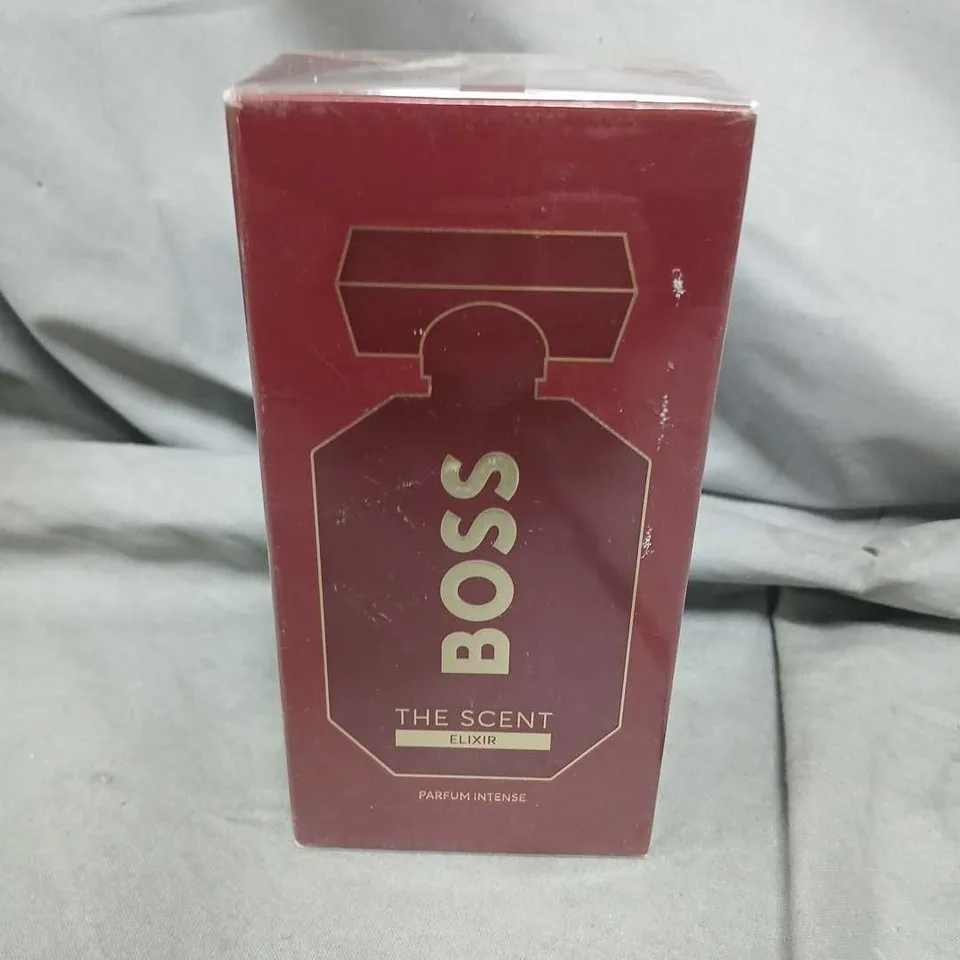 BOSS
THE SCENT
ELIXIR
PARFUM INTENSE